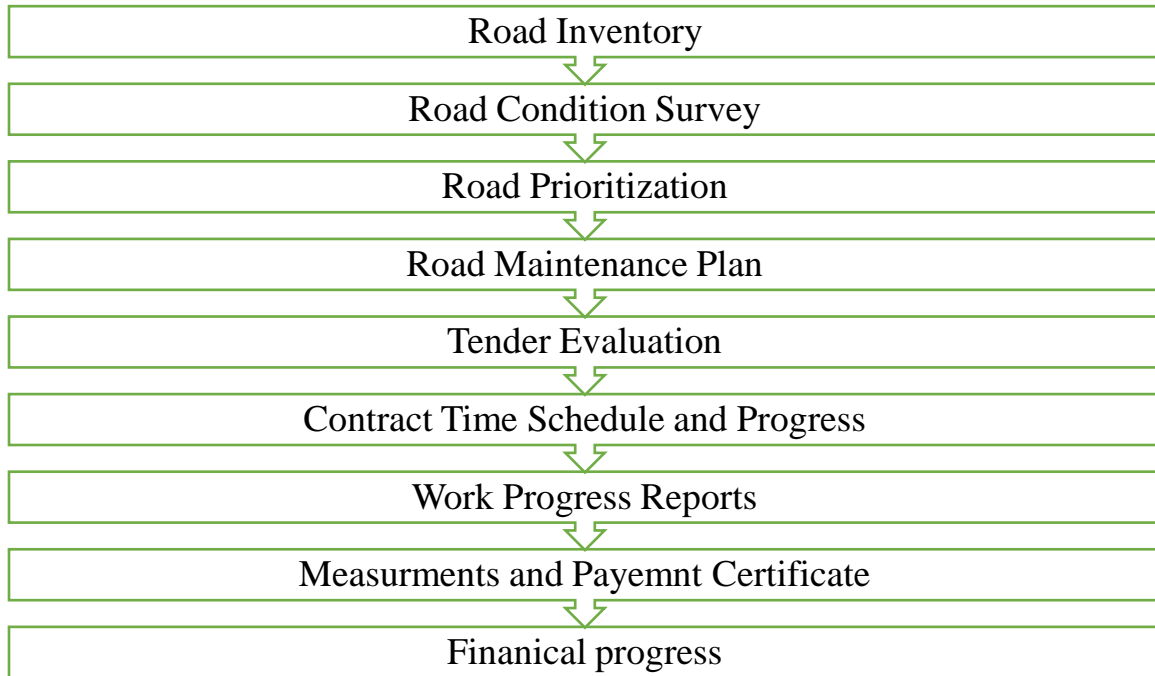 Road Inventory
Road Condition Survey
Road Prioritization
Road Maintenance Plan
Tender Evaluation
Contract Time Schedule and Progress
Work Progress Reports
Measurments and Payemnt Certificate
Finanical progress